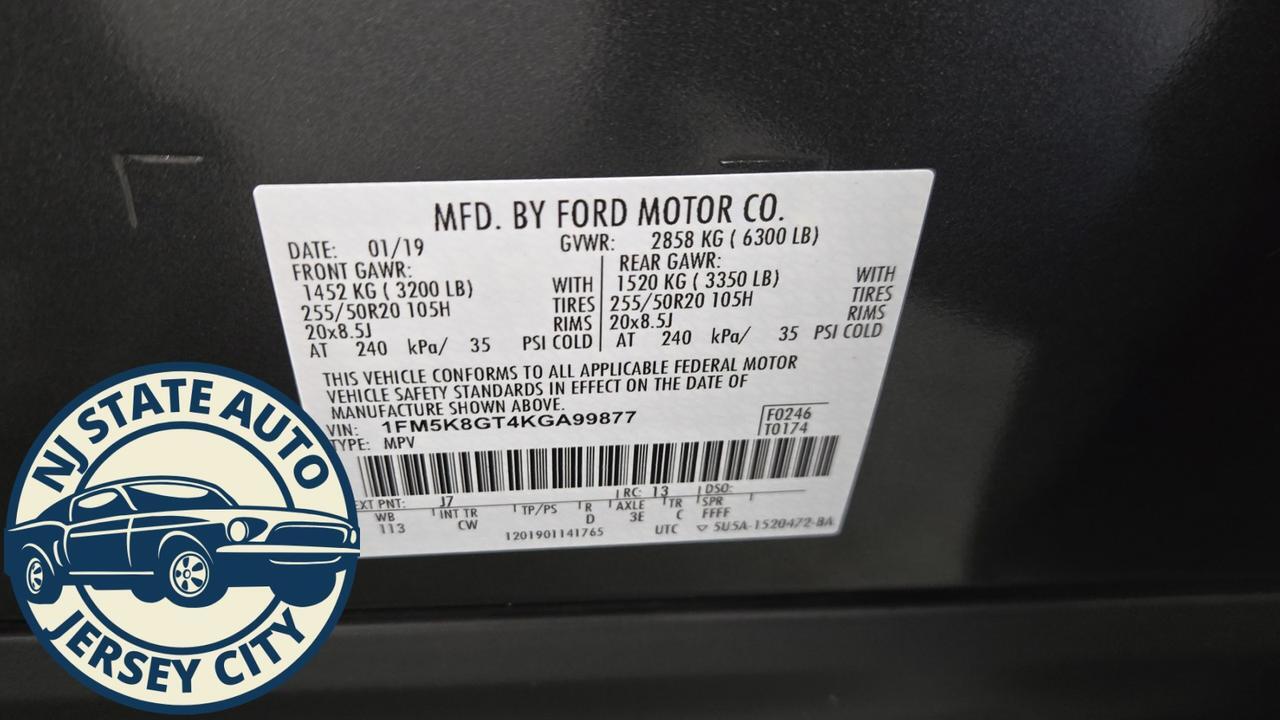 MFD. BY FORD MOTOR CO.
DATE: 01/19 GVWR: 2858 KG ( 6300 LB)
FRONT GAWR: REAR GAWR:
1452 KG ( 3200 LB) WITH 1520 KG ( 3350 LB) WITH
255/50R20 105H TIRES 255/50R20 105H TIRES
20x8.5J RIMS 20x8.5J RIMS
AT 240 kPa/ 35 PSI COLD AT 240 kPa/ 35 PSI COLD
THIS VEHICLE CONFORMS TO ALL APPLICABLE FEDERAL MOTOR
VEHICLE SAFETY STANDARDS IN EFFECT ON THE DATE OF
MANUFACTURE SHOWN ABOVE.
VIN: 1FM5K8GT4KGA99877 F0246
TYPE: MPV T0174
EXT PNT: J7 RC: 13 DSO:
WB INT TR TP/PS R AXLE TR SPR
113 CW D 3E C FFFF
1201901141765 UTC 5U5A-1520472-BA
NJ STATE AUTO
JERSEY CITY